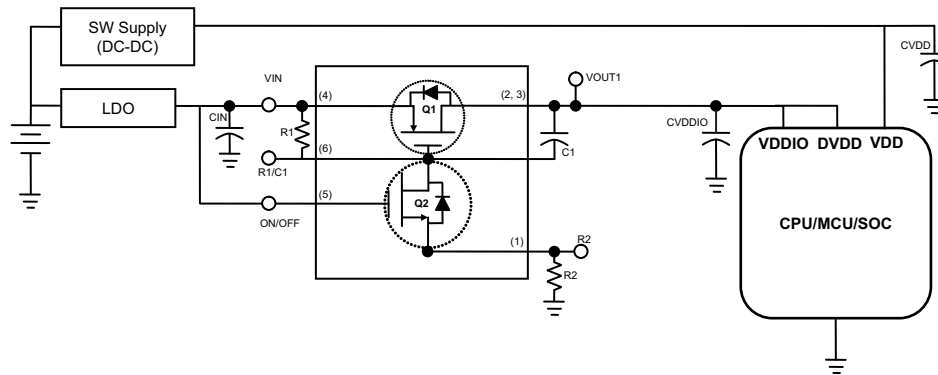 SW Supply
(DC-DC)
CVDD
LDO
VIN
(4)
(2, 3)
VOUT1
Q1
CIN
R1
C1
CVDDIO
VDDIO DVDD VDD
(6)
R1/C1
(5)
Q2
ON/OFF
CPU/MCU/SOC
(1)
R2
R2